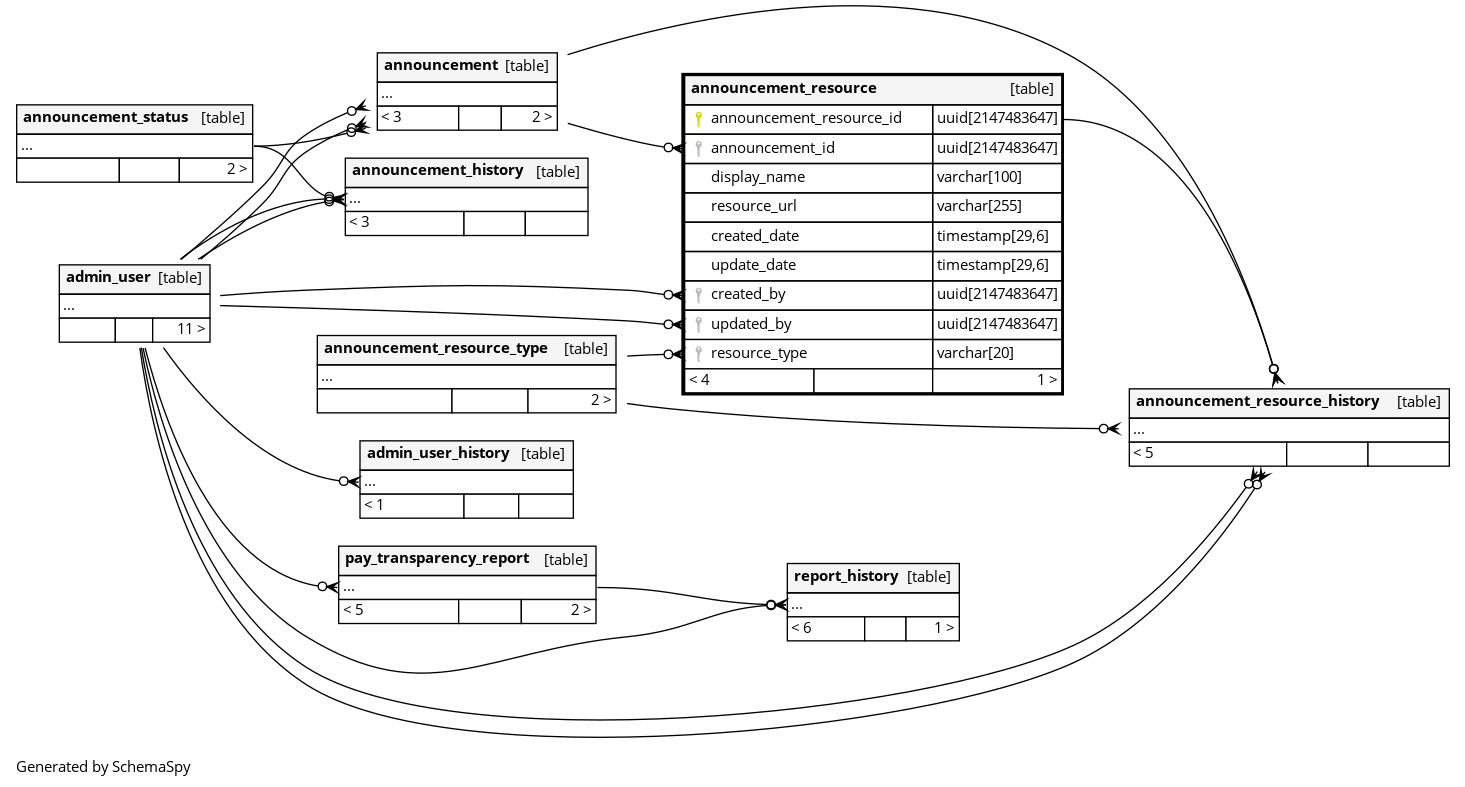 announcement [table]
...
< 3 2 >
announcement_resource [table]
announcement_resource_id uuid[2147483647]
announcement_id uuid[2147483647]
display_name varchar[100]
resource_url varchar[255]
created_date timestamp[29,6]
update_date timestamp[29,6]
created_by uuid[2147483647]
updated_by uuid[2147483647]
resource_type varchar[20]
< 4 1 >
announcement_status [table]
...
2 >
announcement_history [table]
...
< 3
admin_user [table]
...
11 >
announcement_resource_type [table]
...
2 >
announcement_resource_history [table]
...
< 5
admin_user_history [table]
...
< 1
pay_transparency_report [table]
...
< 5 2 >
report_history [table]
...
< 6 1 >
Generated by SchemaSpy